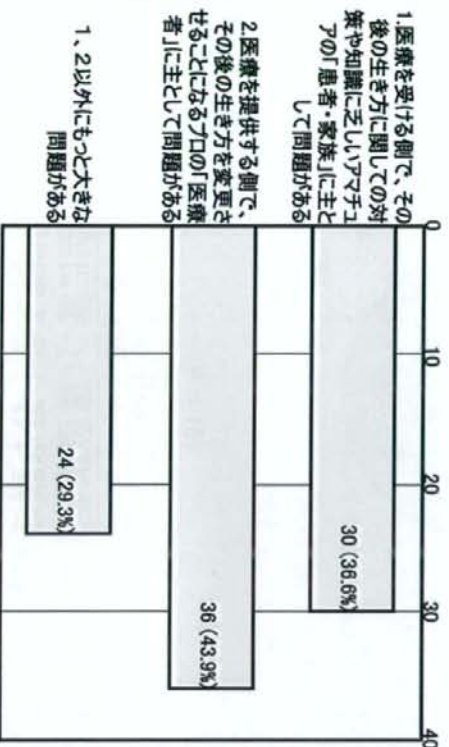 1.医療を受ける側で、その
後の生き方に関しての対
策や知識に乏しいアマチュ
アの「患者・家族」に主と
して問題がある
2.医療を提供する側で、
その後の生き方を変更さ
せることになるプロの「医療
者」に主として問題がある
1、2以外にもっと大きな
問題がある
0
10
20
30
40
30 (36.6%)
36 (43.9%)
24 (29.3%)